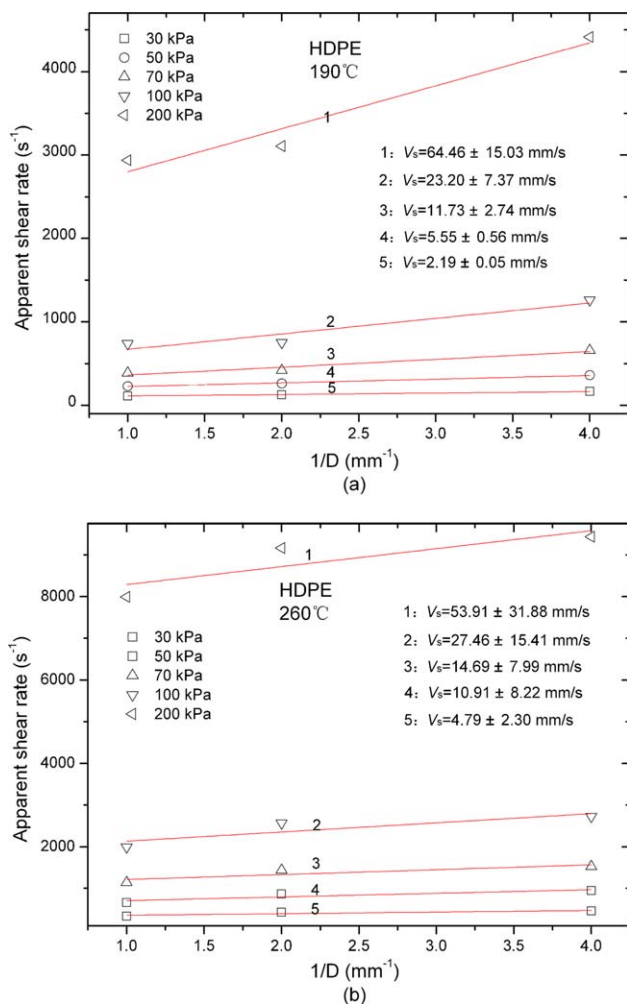 30 kPa
50 kPa
70 kPa
100 kPa
200 kPa
HDPE
190℃
1
2
3
4
5
1: Vs=64.46 ± 15.03 mm/s
2: Vs=23.20 ± 7.37 mm/s
3: Vs=11.73 ± 2.74 mm/s
4: Vs=5.55 ± 0.56 mm/s
5: Vs=2.19 ± 0.05 mm/s
Apparent shear rate (s⁻¹)
4000
3000
2000
1000
0
1.0 1.5 2.0 2.5 3.0 3.5 4.0
1/D (mm⁻¹)
(a)
HDPE
260℃
30 kPa
50 kPa
70 kPa
100 kPa
200 kPa
1
2
3
4
5
1: Vs=53.91 ± 31.88 mm/s
2: Vs=27.46 ± 15.41 mm/s
3: Vs=14.69 ± 7.99 mm/s
4: Vs=10.91 ± 8.22 mm/s
5: Vs=4.79 ± 2.30 mm/s
Apparent shear rate (s⁻¹)
8000
6000
4000
2000
0
1.0 1.5 2.0 2.5 3.0 3.5 4.0
1/D (mm⁻¹)
(b)